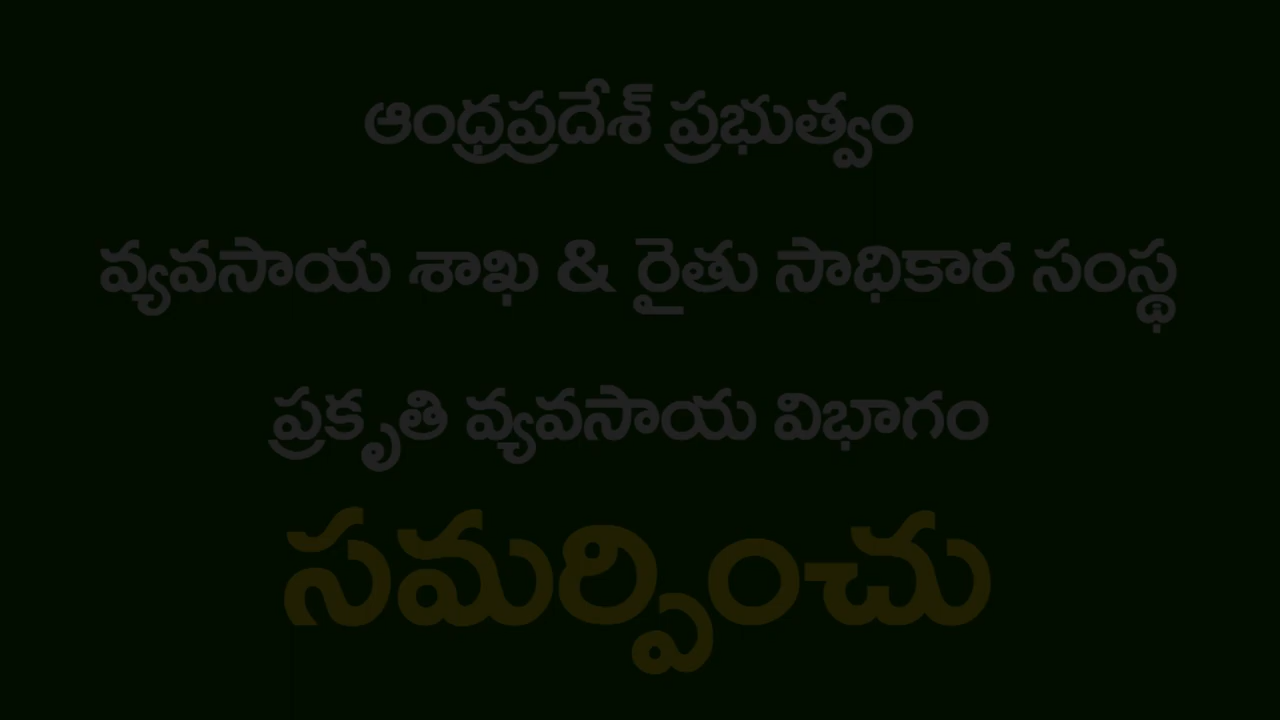 ఆంధ్రప్రదేశ్ ప్రభుత్వం
వ్యవసాయ శాఖ & రైతు సాధికార సంస్థ
ప్రకృతి వ్యవసాయ విభాగం
సమర్పించు